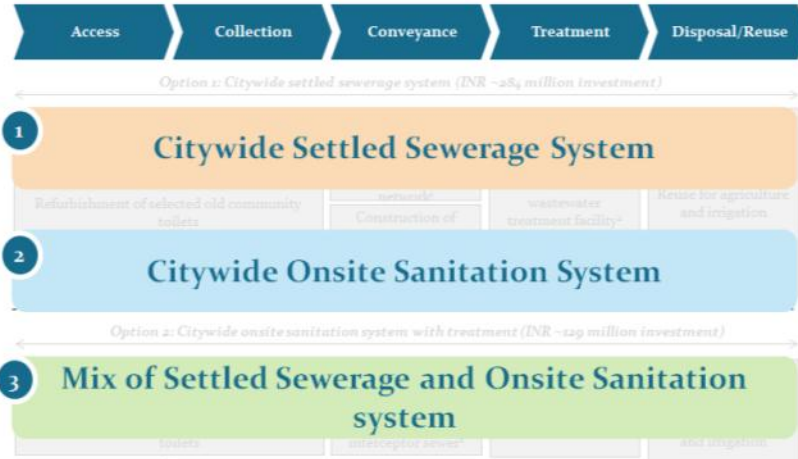 Access Collection Conveyance Treatment Disposal/Reuse
Option 1: Citywide settled sewerage system (INR ~284 million investment)
1
Citywide Settled Sewerage System
network
wastewater
Reuse for agriculture
Refurbishment of selected old community
Construction of
treatment facility²
and irrigation
toilets
2
Citywide Onsite Sanitation System
Option 2: Citywide onsite sanitation system with treatment (INR ~129 million investment)
3
Mix of Settled Sewerage and Onsite Sanitation
system
toilets
interceptor sewer²
and irrigation